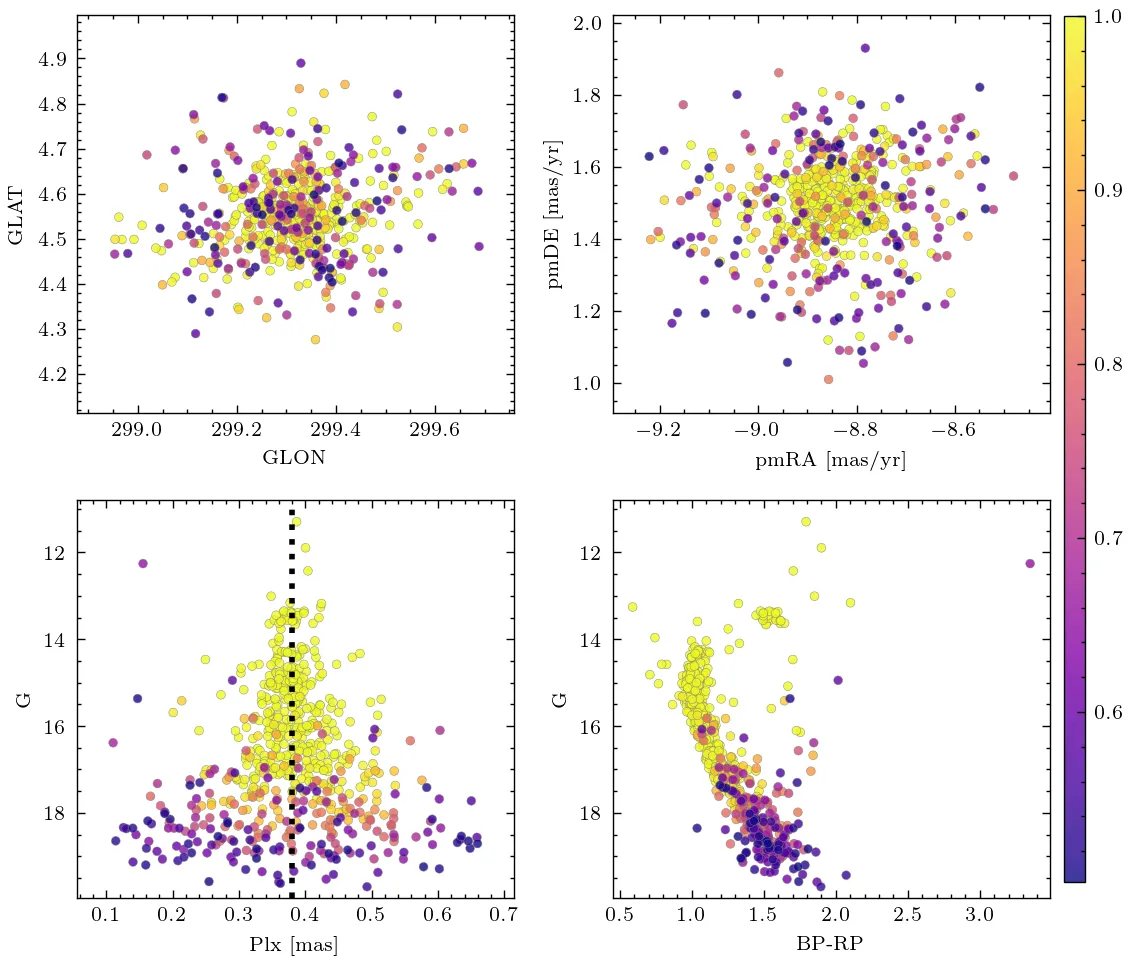 4.9
4.8
4.7
4.6
4.5
4.4
4.3
4.2
GLAT
299.0 299.2 299.4 299.6
GLON
2.0
1.8
1.6
1.4
1.2
1.0
pmDE [mas/yr]
−9.2 −9.0 −8.8 −8.6
pmRA [mas/yr]
12
14
16
18
G
0.1 0.2 0.3 0.4 0.5 0.6 0.7
Plx [mas]
12
14
16
18
G
0.5 1.0 1.5 2.0 2.5 3.0
BP-RP
1.0
0.9
0.8
0.7
0.6